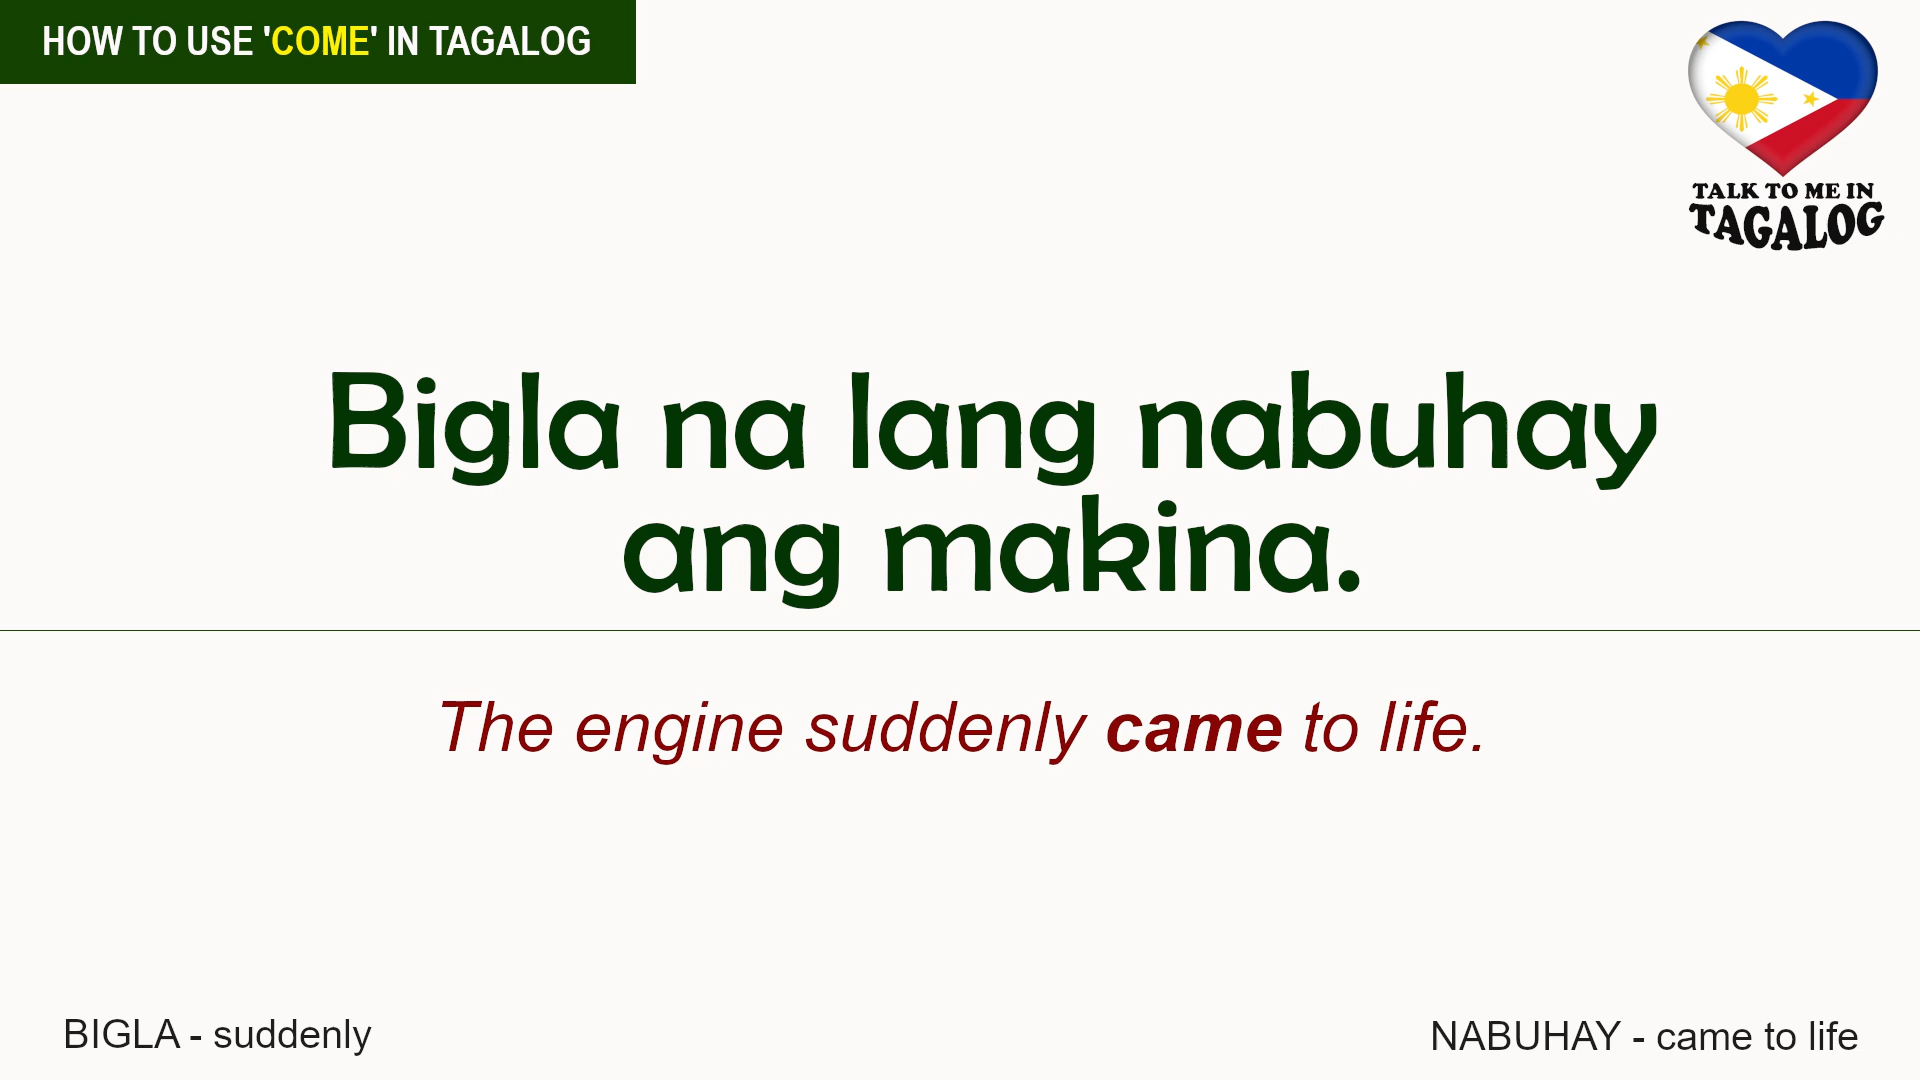 HOW TO USE 'COME' IN TAGALOG
TALK TO ME IN
TAGALOG
Bigla na lang nabuhay
ang makina.
The engine suddenly came to life.
BIGLA - suddenly
NABUHAY - came to life